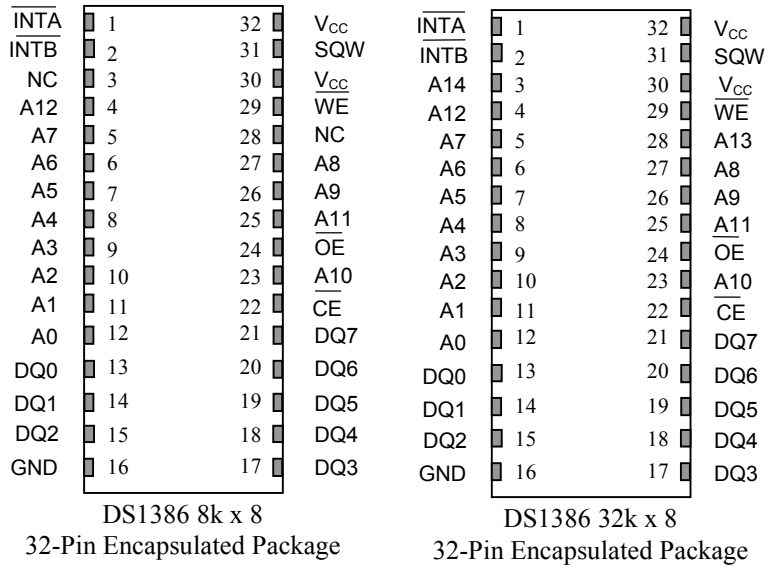 INTA 1 32 VCC
INTB 2 31 SQW
NC 3 30 VCC
A12 4 29 WE
A7 5 28 NC
A6 6 27 A8
A5 7 26 A9
A4 8 25 A11
A3 9 24 OE
A2 10 23 A10
A1 11 22 CE
A0 12 21 DQ7
DQ0 13 20 DQ6
DQ1 14 19 DQ5
DQ2 15 18 DQ4
GND 16 17 DQ3
DS1386 8k x 8
32-Pin Encapsulated Package
INTA 1 32 VCC
INTB 2 31 SQW
A14 3 30 VCC
A12 4 29 WE
A7 5 28 A13
A6 6 27 A8
A5 7 26 A9
A4 8 25 A11
A3 9 24 OE
A2 10 23 A10
A1 11 22 CE
A0 12 21 DQ7
DQ0 13 20 DQ6
DQ1 14 19 DQ5
DQ2 15 18 DQ4
GND 16 17 DQ3
DS1386 32k x 8
32-Pin Encapsulated Package